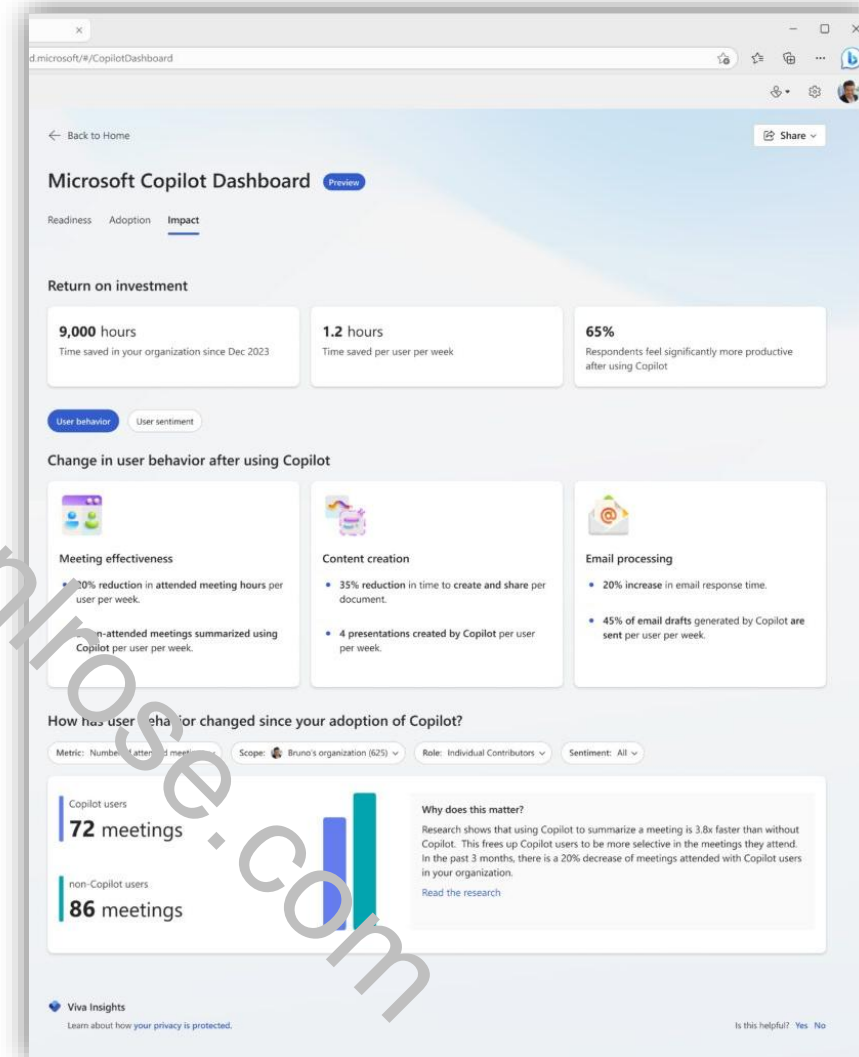 d.microsoft/#/CopilotDashboard
← Back to Home
Share
Microsoft Copilot Dashboard Preview
Readiness Adoption Impact
Return on investment
9,000 hours
Time saved in your organization since Dec 2023
1.2 hours
Time saved per user per week
65%
Respondents feel significantly more productive
after using Copilot
User behavior User sentiment
Change in user behavior after using Copilot
Meeting effectiveness
• 20% reduction in attended meeting hours per
user per week.
meetings summarized using
Copilot per user per week.
Content creation
• 35% reduction in time to create and share per
document.
• 4 presentations created by Copilot per user
per week.
@
Email processing
• 20% increase in email response time.
• 45% of email drafts generated by Copilot are
sent per user per week.
How has user behavior changed since your adoption of Copilot?
Metric: Number of attended meetings Scope: Bruno's organization (625) Role: Individual Contributors Sentiment: All
Copilot users
72 meetings
non-Copilot users
86 meetings
Why does this matter?
Research shows that using Copilot to summarize a meeting is 3.8x faster than without
Copilot. This frees up Copilot users to be more selective in the meetings they attend.
In the past 3 months, there is a 20% decrease of meetings attended with Copilot users
in your organization.
Read the research
Viva Insights
Learn about how your privacy is protected.
Is this helpful? Yes No
nlrose.com